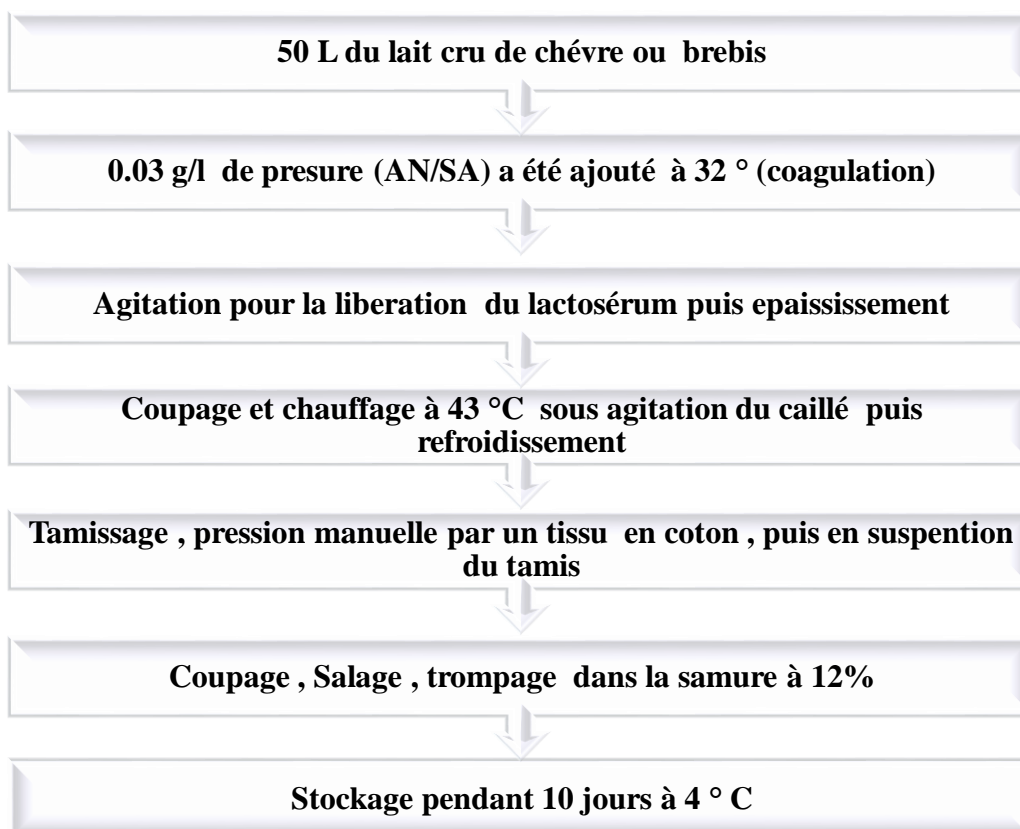 50 L du lait cru de chévre ou brebis
0.03 g/l de presure (AN/SA) a été ajouté à 32 ° (coagulation)
Agitation pour la liberation du lactosérum puis epaississement
Coupage et chauffage à 43 °C sous agitation du caillé puis
refroidissement
Tamissage , pression manuelle par un tissu en coton , puis en suspention
du tamis
Coupage , Salage , trompage dans la samure à 12%
Stockage pendant 10 jours à 4 ° C